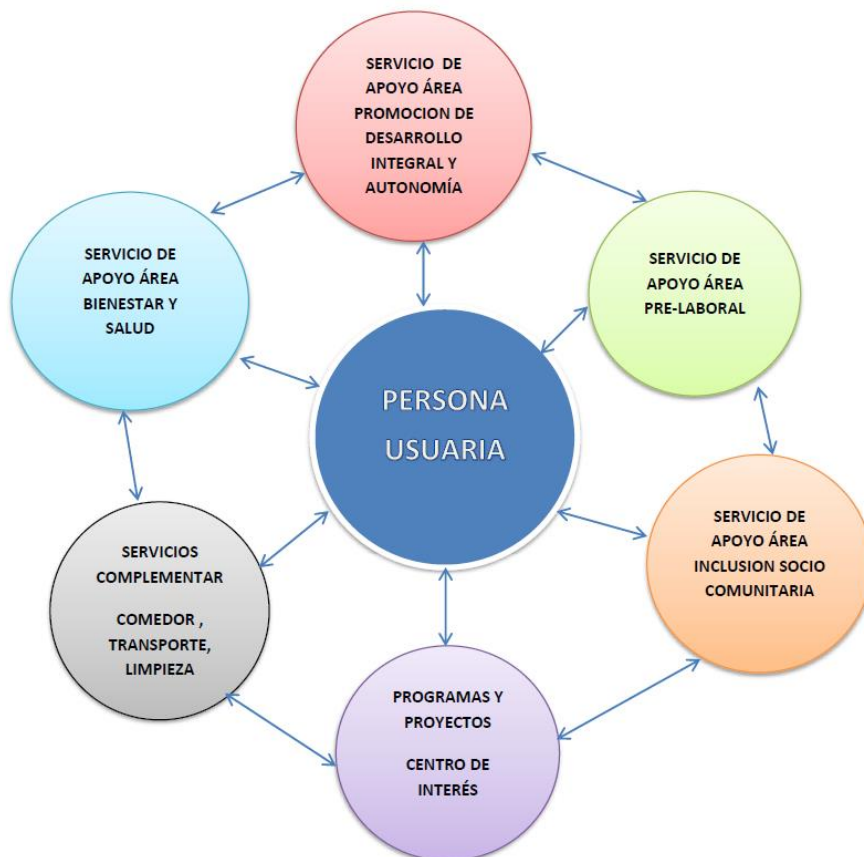 SERVICIO DE
APOYO ÁREA
PROMOCION DE
DESARROLLO
INTEGRAL Y
AUTONOMÍA
SERVICIO DE
APOYO ÁREA
BIENESTAR Y
SALUD
SERVICIO DE
APOYO ÁREA
PRE-LABORAL
PERSONA
USUARIA
SERVICIOS
COMPLEMENTAR
COMEDOR ,
TRANSPORTE,
LIMPIEZA
SERVICIO DE
APOYO ÁREA
INCLUSION SOCIO
COMUNITARIA
PROGRAMAS Y
PROYECTOS
CENTRO DE
INTERÉS